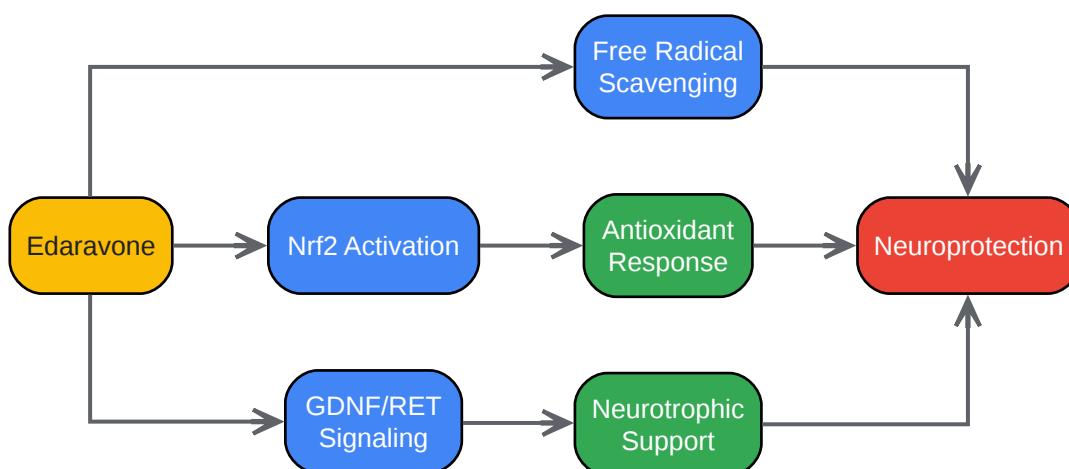 Free Radical
Scavenging
Edaravone
Nrf2 Activation
Antioxidant
Response
Neuroprotection
GDNF/RET
Signaling
Neurotrophic
Support